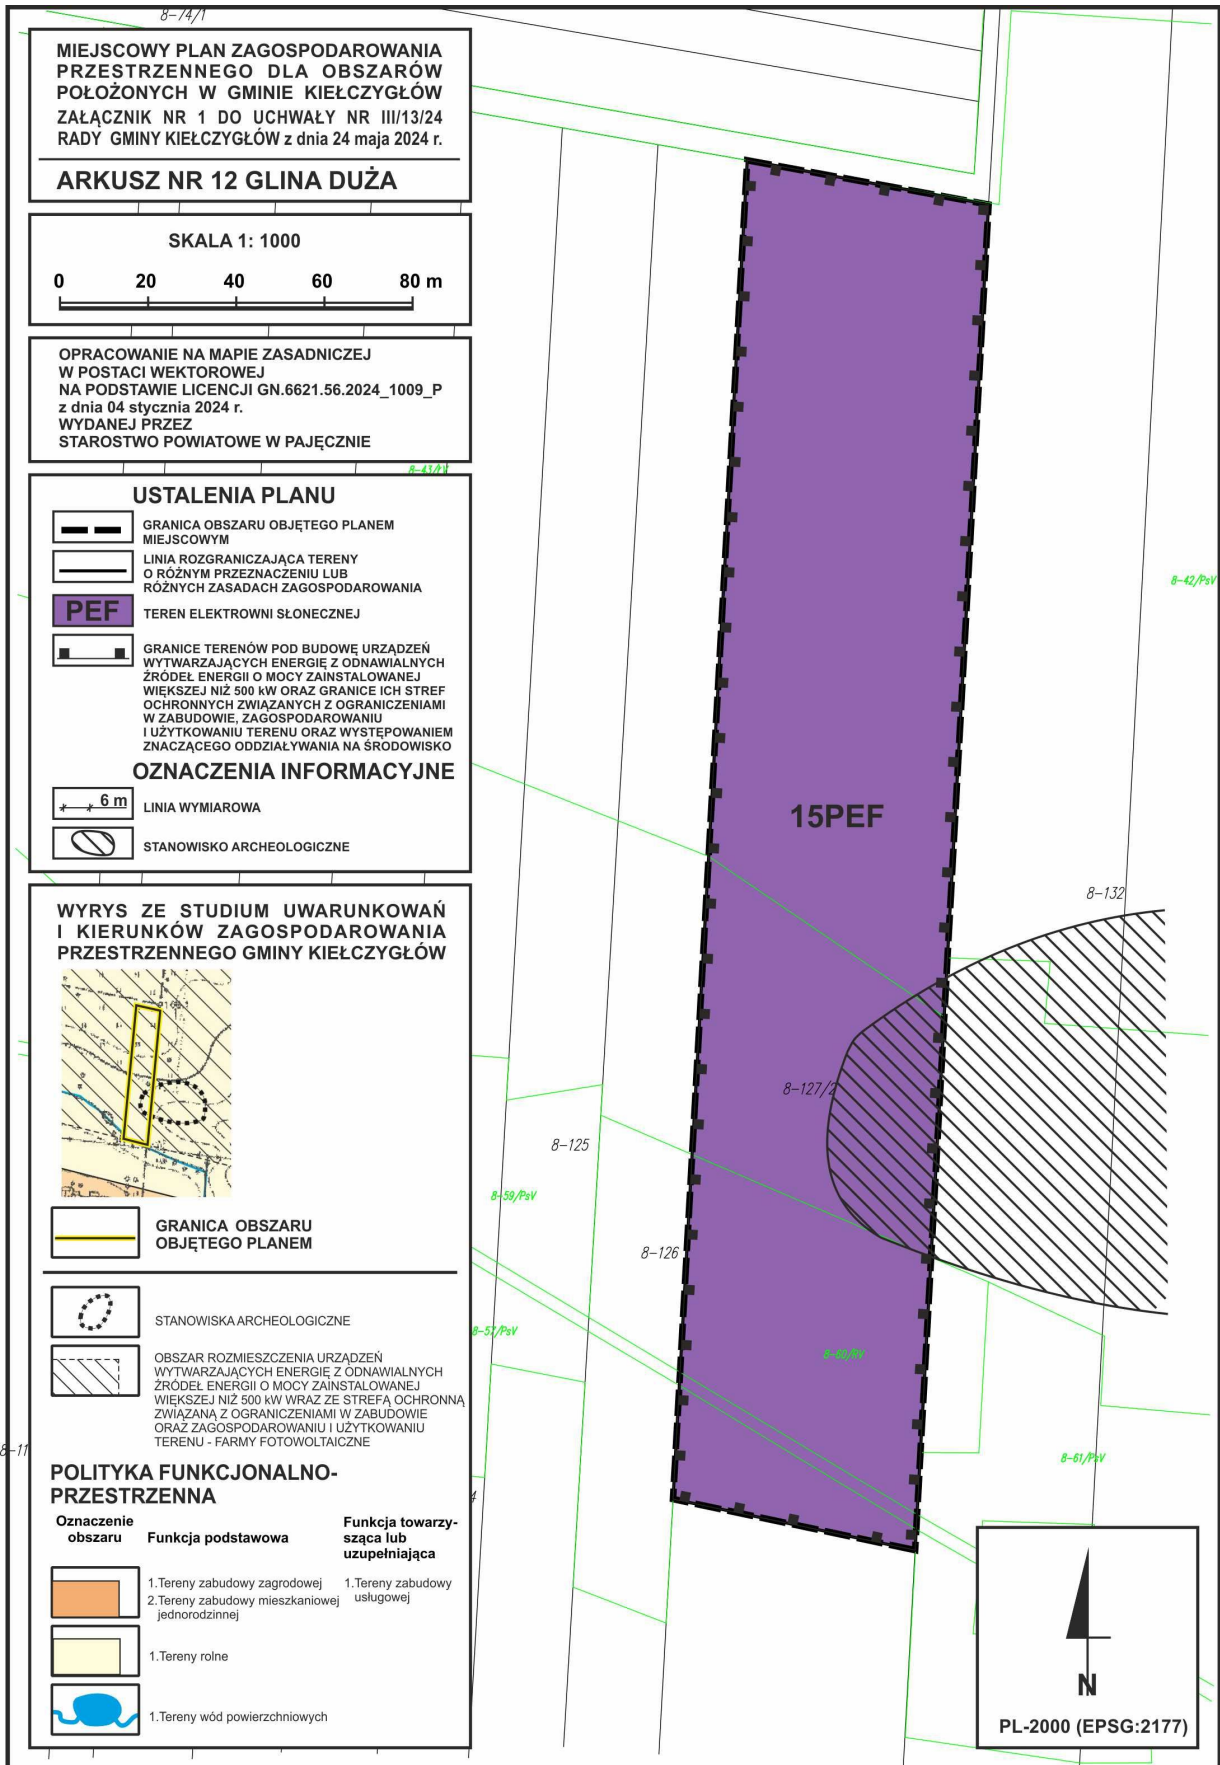 8-74/1
MIEJSCOWY PLAN ZAGOSPODAROWANIA
PRZESTRZENNEGO DLA OBSZARÓW
POŁOŻONYCH W GMINIE KIEŁCZYGŁÓW
ZAŁĄCZNIK NR 1 DO UCHWAŁY NR III/13/24
RADY GMINY KIEŁCZYGŁÓW z dnia 24 maja 2024 r.
ARKUSZ NR 12 GLINA DUŻA
SKALA 1: 1000
0 20 40 60 80 m
OPRACOWANIE NA MAPIE ZASADNICZEJ
W POSTACI WEKTOROWEJ
NA PODSTAWIE LICENCJI GN.6621.56.2024_1009_P
z dnia 04 stycznia 2024 r.
WYDANEJ PRZEZ
STAROSTWO POWIATOWE W PAJĘCZNIE
USTALENIA PLANU
GRANICA OBSZARU OBJĘTEGO PLANEM
MIEJSCOWYM
LINIA ROZGRANICZAJĄCA TERENY
O RÓŻNYM PRZEZNACZENIU LUB
RÓŻNYCH ZASADACH ZAGOSPODAROWANIA
PEF TEREN ELEKTROWNI SŁONECZNEJ
GRANICE TERENÓW POD BUDOWĘ URZĄDZEŃ
WYTWARZAJĄCYCH ENERGIĘ Z ODNAWIALNYCH
ŹRÓDEŁ ENERGII O MOCY ZAINSTALOWANEJ
WIĘKSZEJ NIŻ 500 kW ORAZ GRANICE ICH STREF
OCHRONNYCH ZWIĄZANYCH Z OGRANICZENIAMI
W ZABUDOWIE, ZAGOSPODAROWANIU
I UŻYTKOWANIU TERENU ORAZ WYSTĘPOWANIEM
ZNACZĄCEGO ODDZIAŁYWANIA NA ŚRODOWISKO
OZNACZENIA INFORMACYJNE
6 m LINIA WYMIAROWA
STANOWISKO ARCHEOLOGICZNE
WYRYS ZE STUDIUM UWARUNKOWAŃ
I KIERUNKÓW ZAGOSPODAROWANIA
PRZESTRZENNEGO GMINY KIEŁCZYGŁÓW
GRANICA OBSZARU
OBJĘTEGO PLANEM
STANOWISKA ARCHEOLOGICZNE
OBSZAR ROZMIESZCZENIA URZĄDZEŃ
WYTWARZAJĄCYCH ENERGIĘ Z ODNAWIALNYCH
ŹRÓDEŁ ENERGII O MOCY ZAINSTALOWANEJ
WIĘKSZEJ NIŻ 500 kW WRAZ ZE STREFĄ OCHRONNĄ
ZWIĄZANĄ Z OGRANICZENIAMI W ZABUDOWIE
ORAZ ZAGOSPODAROWANIU I UŻYTKOWANIU
TERENU - FARMY FOTOWOLTAICZNE
POLITYKA FUNKCJONALNO-
PRZESTRZENNA
Oznaczenie
obszaru
Funkcja podstawowa
Funkcja towarzy-
sząca lub
uzupełniająca
1.Tereny zabudowy zagrodowej
2.Tereny zabudowy mieszkaniowej
jednorodzinnej
1.Tereny zabudowy
usługowej
1.Tereny rolne
1.Tereny wód powierzchniowych
8-42/PsV
15PEF
8-132
8-127/2
8-125
8-59/PsV
8-126
8-57/PsV
8-60/RV
8-11
8-61/PsV
4
N
PL-2000 (EPSG:2177)